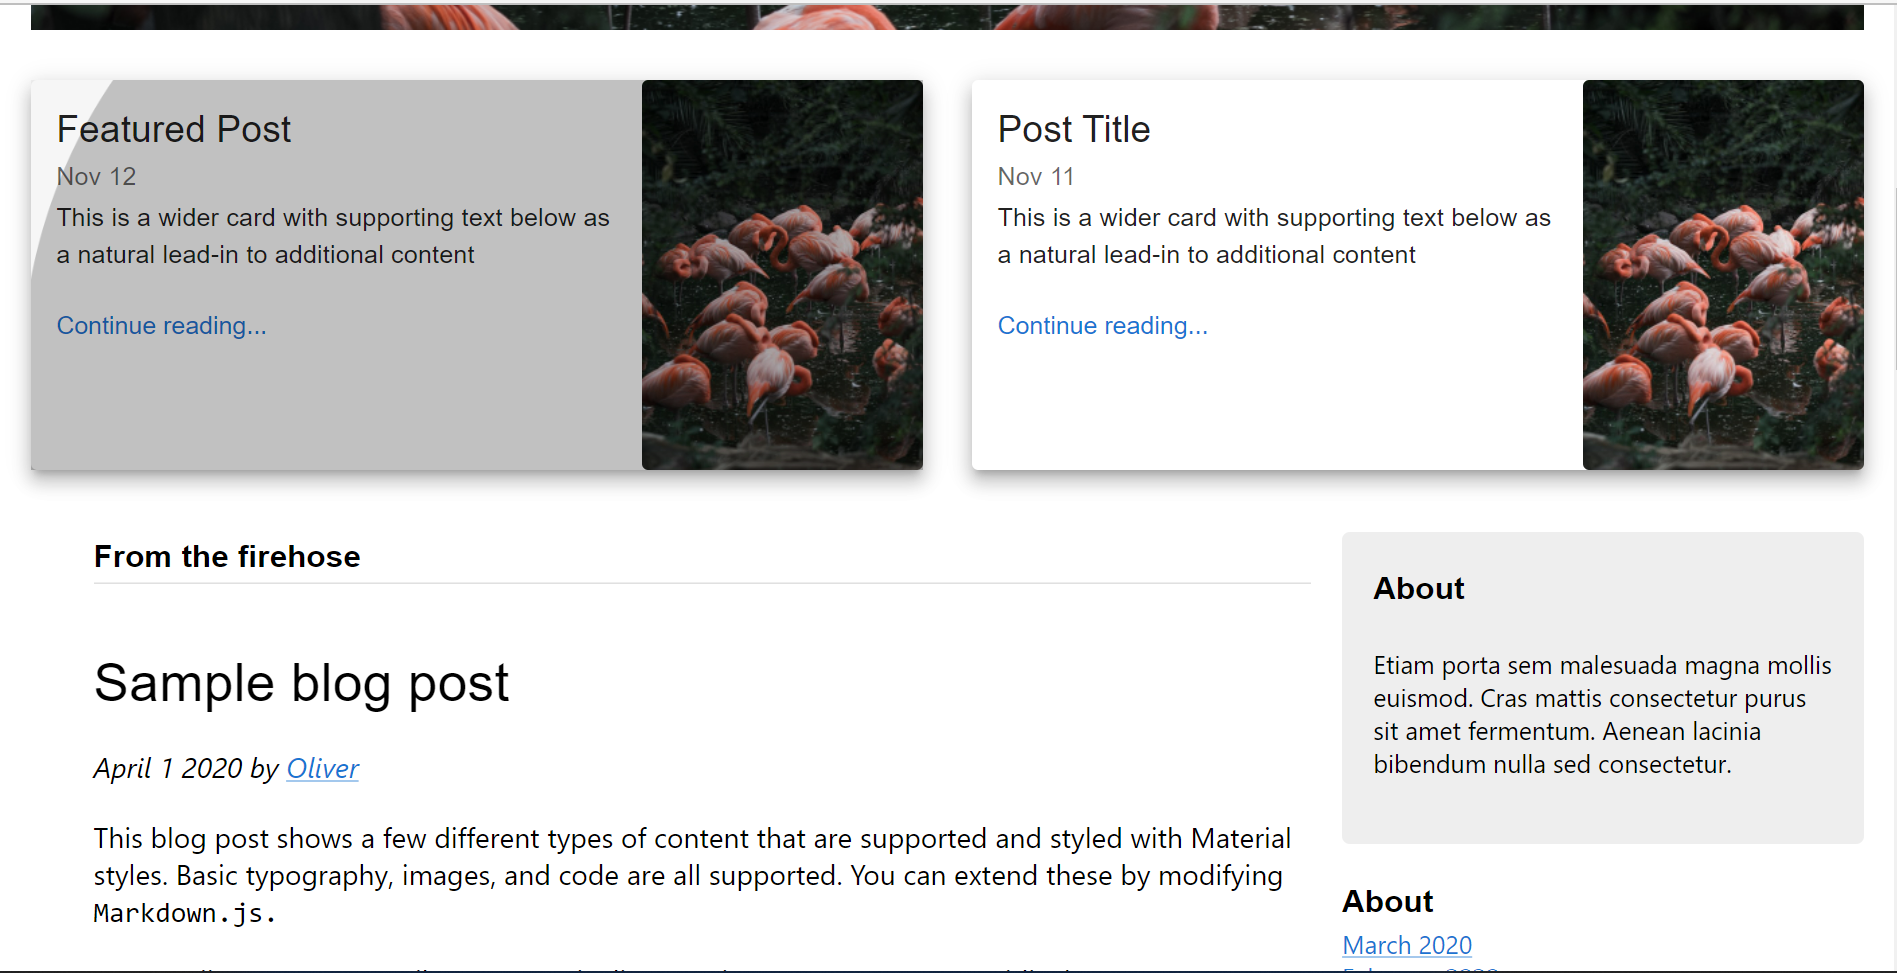 Featured Post
Nov 12
This is a wider card with supporting text below as
a natural lead-in to additional content
Continue reading...
Post Title
Nov 11
This is a wider card with supporting text below as
a natural lead-in to additional content
Continue reading...
From the firehose
Sample blog post
April 1 2020 by Oliver
This blog post shows a few different types of content that are supported and styled with Material
styles. Basic typography, images, and code are all supported. You can extend these by modifying
Markdown.js.
About
Etiam porta sem malesuada magna mollis
euismod. Cras mattis consectetur purus
sit amet fermentum. Aenean lacinia
bibendum nulla sed consectetur.
About
March 2020